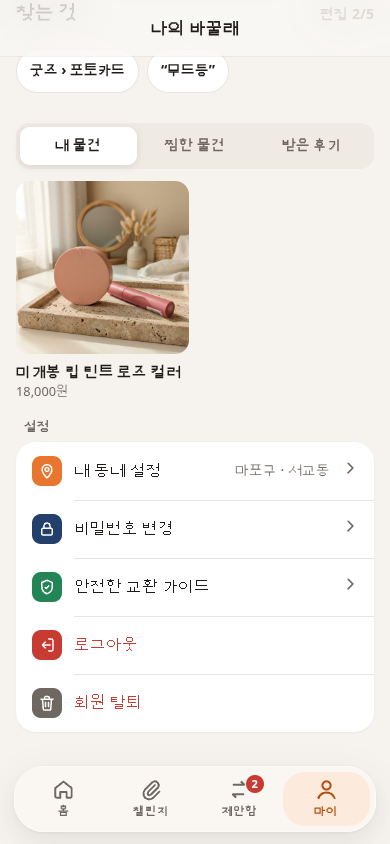 찾는 것
편집 2/5
나의 바꿀래
굿즈 › 포토카드
“무드등”
내 물건
찜한 물건
받은 후기
미개봉 립 틴트 로즈 컬러
18,000원
설정
내 동네 설정
마포구 · 서교동
비밀번호 변경
안전한 교환 가이드
로그아웃
회원 탈퇴
2
홈
챌린지
제안함
마이